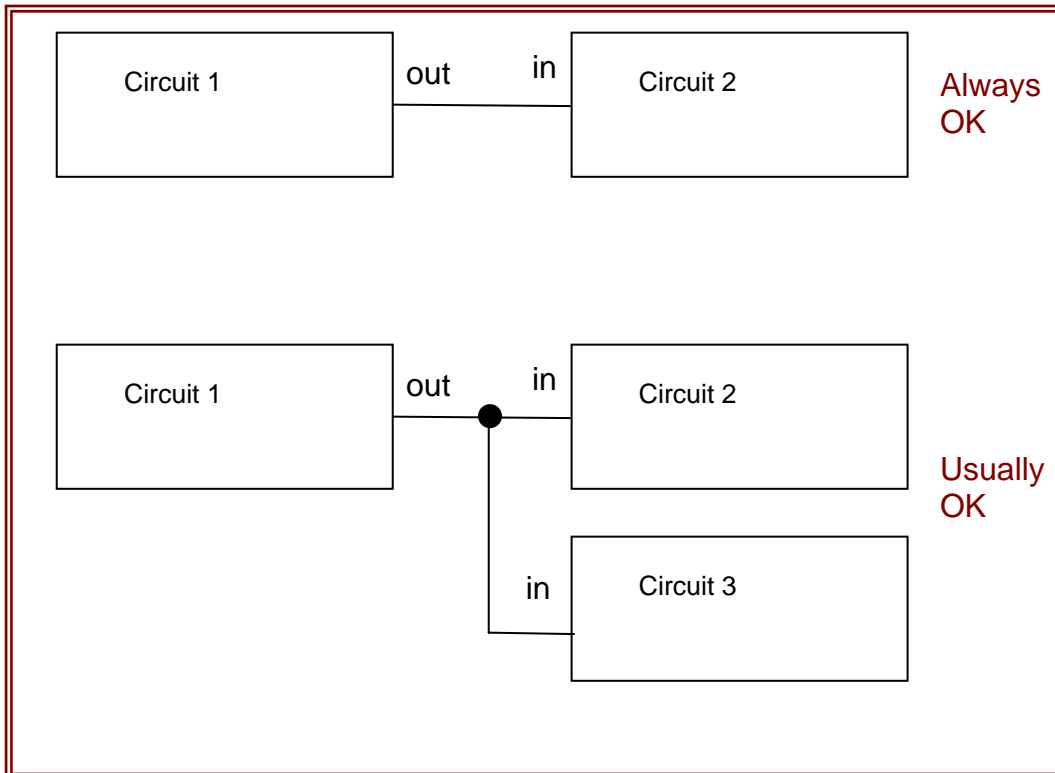 Circuit 1
out
in
Circuit 2
Always
OK
Circuit 1
out
in
Circuit 2
Usually
OK
in
Circuit 3